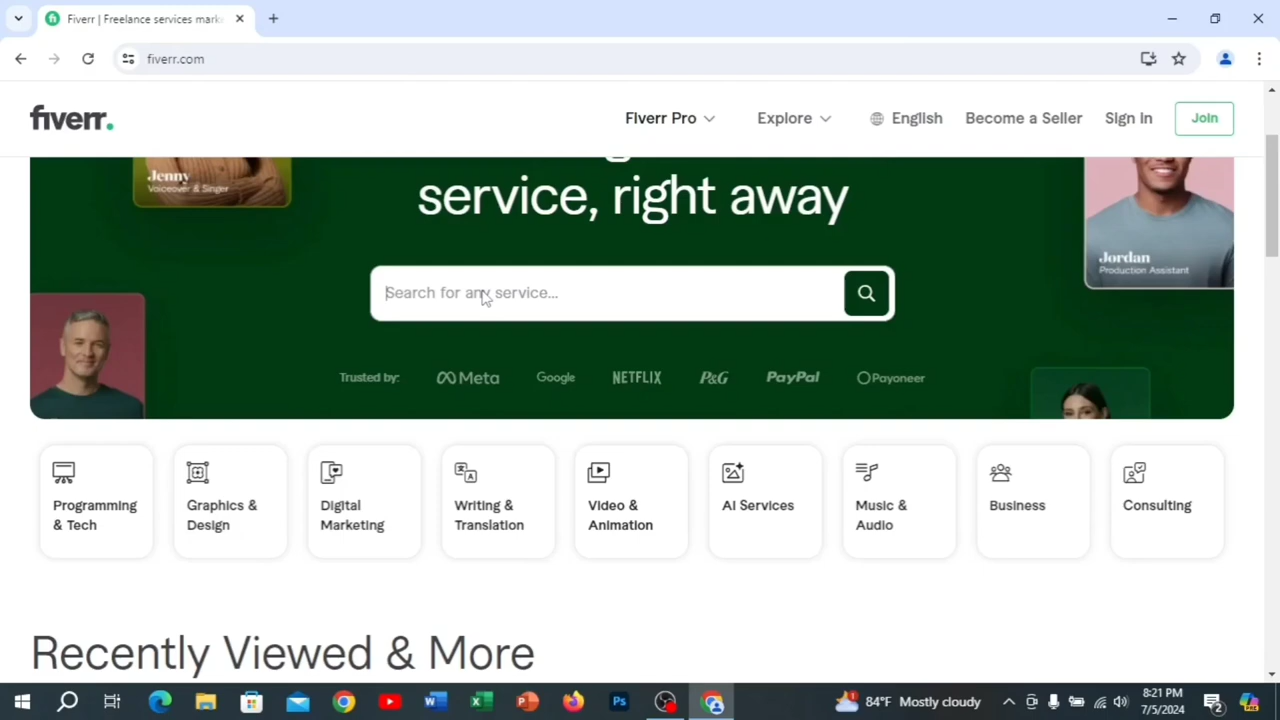 Fiverr | Freelance services mark
fiverr.com
fiverr.
Fiverr Pro
Explore
English
Become a Seller
Sign in
Join
Jenny
Voiceover & Singer
service, right away
Jordan
Production Assistant
Search for any service...
Trusted by:
Meta
Google
NETFLIX
P&G
PayPal
Payoneer
Programming
& Tech
Graphics &
Design
Digital
Marketing
Writing &
Translation
Video &
Animation
AI Services
Music &
Audio
Business
Consulting
Recently Viewed & More
84°F Mostly cloudy
8:21 PM
7/5/2024
2